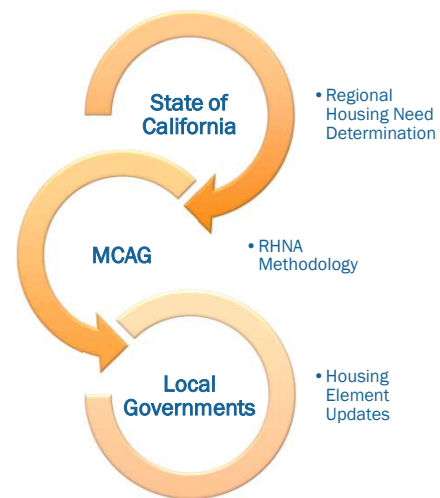 State of
California
• Regional
Housing Need
Determination
MCAG
• RHNA
Methodology
Local
Governments
• Housing
Element
Updates